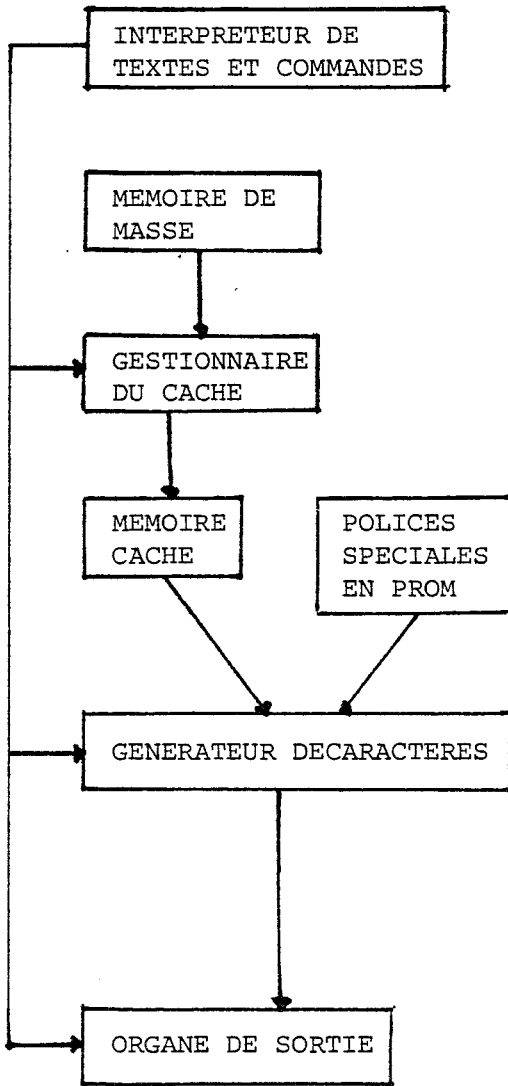 INTERPRETEUR DE
TEXTES ET COMMANDES
MEMOIRE DE
MASSE
GESTIONNAIRE
DU CACHE
MEMOIRE
CACHE
POLICES
SPECIALES
EN PROM
GENERATEUR DECARACTERES
ORGANE DE SORTIE